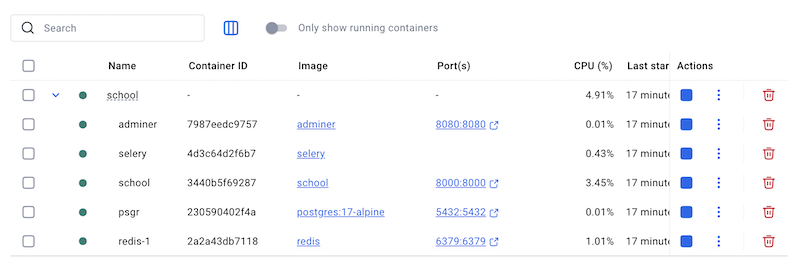 Search Only show running containers
Name Container ID Image Port(s) CPU (%) Last star Actions
school - - - 4.91% 17 minute
adminer 7987eedc9757 adminer 8080:8080 0.01% 17 minute
selery 4d3c64d2f6b7 selery 0.43% 17 minute
school 3440b5f69287 school 8000:8000 3.45% 17 minute
psgr 230590402f4a postgres:17-alpine 5432:5432 0.01% 17 minute
redis-1 2a2a43db7118 redis 6379:6379 1.01% 17 minute